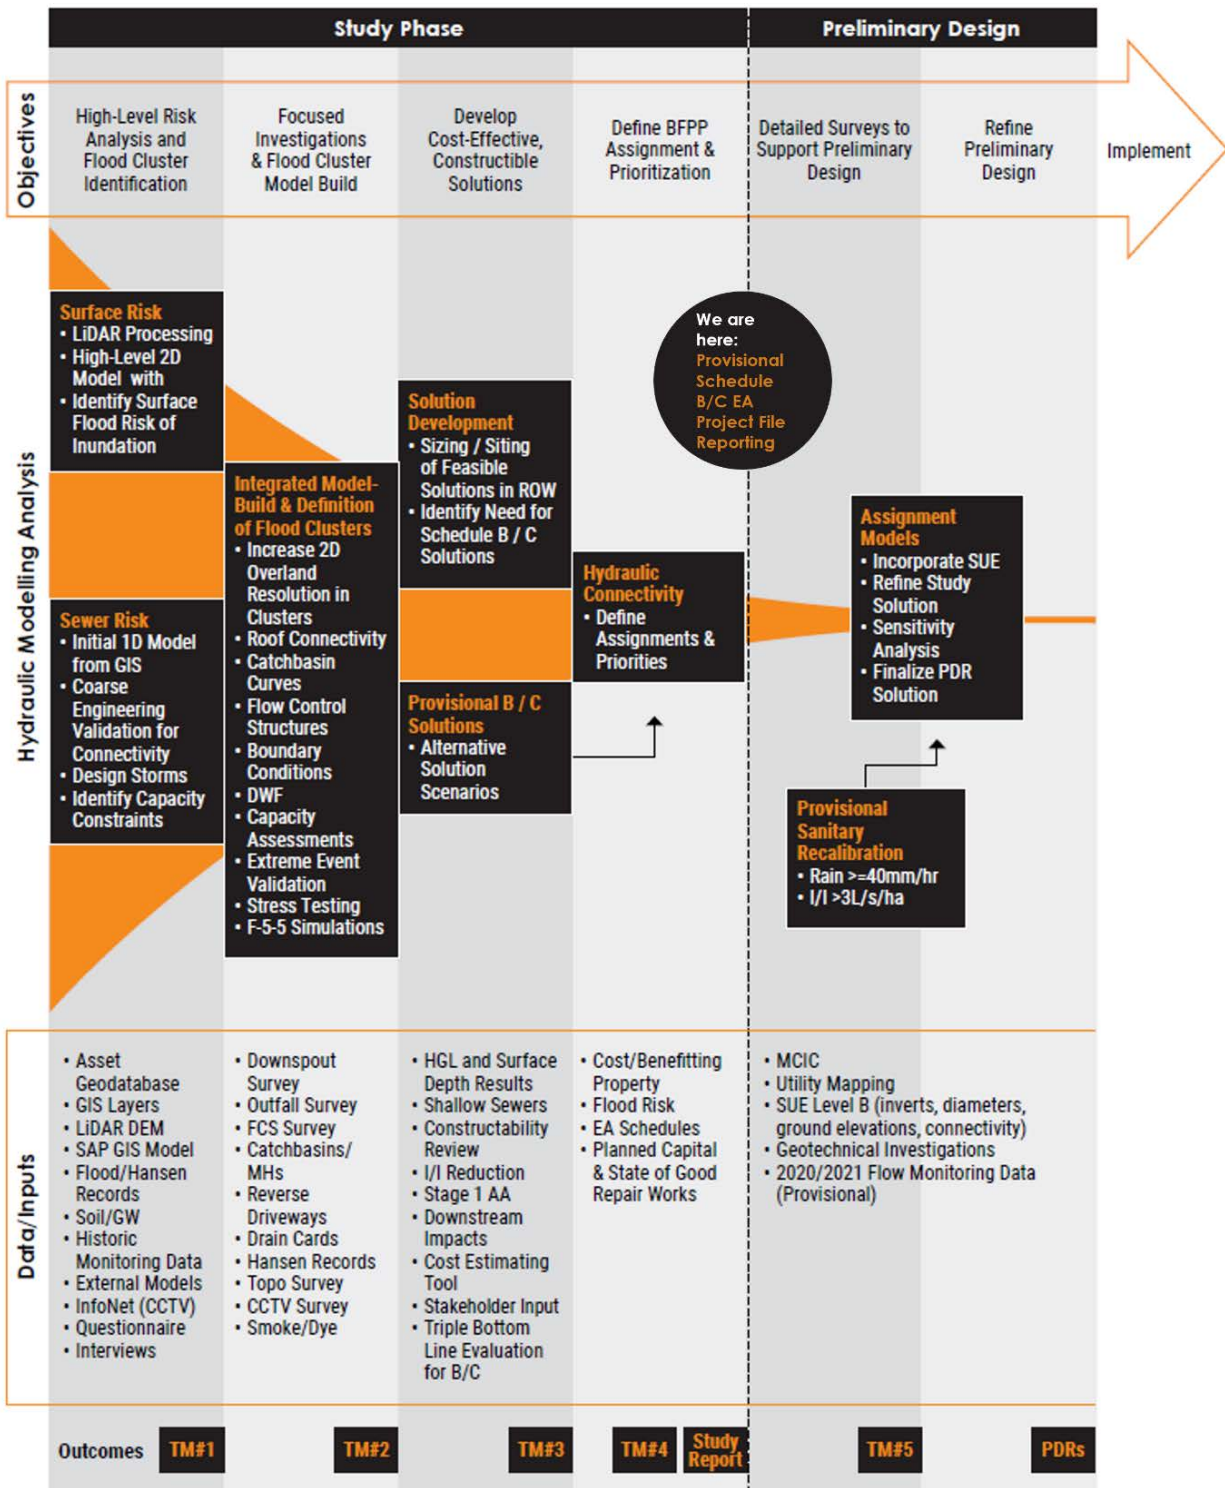 Study Phase
Preliminary Design
Objectives
High-Level Risk
Analysis and
Flood Cluster
Identification
Focused
Investigations
& Flood Cluster
Model Build
Develop
Cost-Effective,
Constructible
Solutions
Define BFPP
Assignment &
Prioritization
Detailed Surveys to
Support Preliminary
Design
Refine
Preliminary
Design
Implement
Hydraulic Modelling Analysis
Surface Risk
• LiDAR Processing
• High-Level 2D
Model with
• Identify Surface
Flood Risk of
Inundation
Sewer Risk
• Initial 1D Model
from GIS
• Coarse
Engineering
Validation for
Connectivity
• Design Storms
• Identify Capacity
Constraints
Integrated Model-
Build & Definition
of Flood Clusters
• Increase 2D
Overland
Resolution in
Clusters
• Roof Connectivity
• Catchbasin
Curves
• Flow Control
Structures
• Boundary
Conditions
• DWF
• Capacity
Assessments
• Extreme Event
Validation
• Stress Testing
• F-5-5 Simulations
Solution
Development
• Sizing / Siting
of Feasible
Solutions in ROW
• Identify Need for
Schedule B / C
Solutions
Provisional B / C
Solutions
• Alternative
Solution
Scenarios
Hydraulic
Connectivity
• Define
Assignments &
Priorities
We are
here:
Provisional
Schedule
B/C EA
Project File
Reporting
Assignment
Models
• Incorporate SUE
• Refine Study
Solution
• Sensitivity
Analysis
• Finalize PDR
Solution
Provisional
Sanitary
Recalibration
• Rain >=40mm/hr
• I/I >3L/s/ha
Data/Inputs
• Asset
Geodatabase
• GIS Layers
• LiDAR DEM
• SAP GIS Model
• Flood/Hansen
Records
• Soil/GW
• Historic
Monitoring Data
• External Models
• InfoNet (CCTV)
• Questionnaire
• Interviews
• Downspout
Survey
• Outfall Survey
• FCS Survey
• Catchbasins/
MHs
• Reverse
Driveways
• Drain Cards
• Hansen Records
• Topo Survey
• CCTV Survey
• Smoke/Dye
• HGL and Surface
Depth Results
• Shallow Sewers
• Constructability
Review
• I/I Reduction
• Stage 1 AA
• Downstream
Impacts
• Cost Estimating
Tool
• Stakeholder Input
• Triple Bottom
Line Evaluation
for B/C
• Cost/Benefitting
Property
• Flood Risk
• EA Schedules
• Planned Capital
& State of Good
Repair Works
• MCIC
• Utility Mapping
• SUE Level B (inverts, diameters,
ground elevations, connectivity)
• Geotechnical Investigations
• 2020/2021 Flow Monitoring Data
(Provisional)
Outcomes
TM#1
TM#2
TM#3
TM#4
Study
Report
TM#5
PDRs